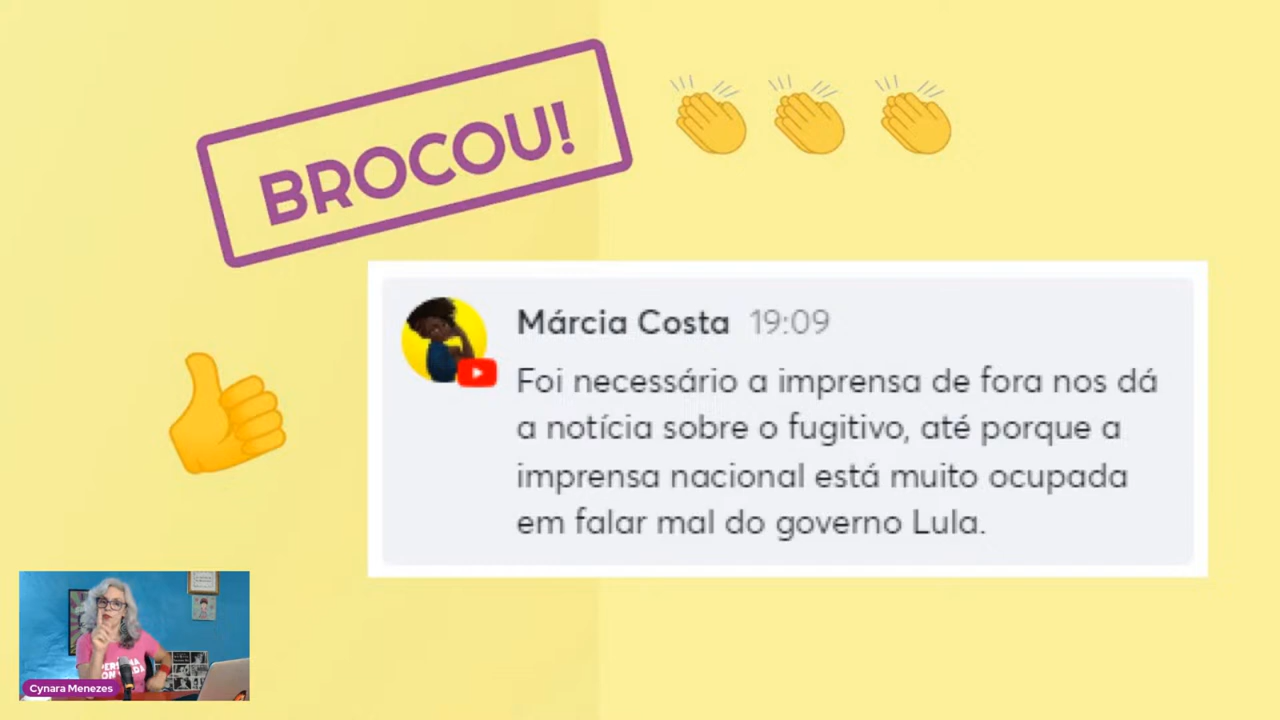 BROCOU!
Márcia Costa 19:09
Foi necessário a imprensa de fora nos dá
a notícia sobre o fugitivo, até porque a
imprensa nacional está muito ocupada
em falar mal do governo Lula.
Cynara Menezes